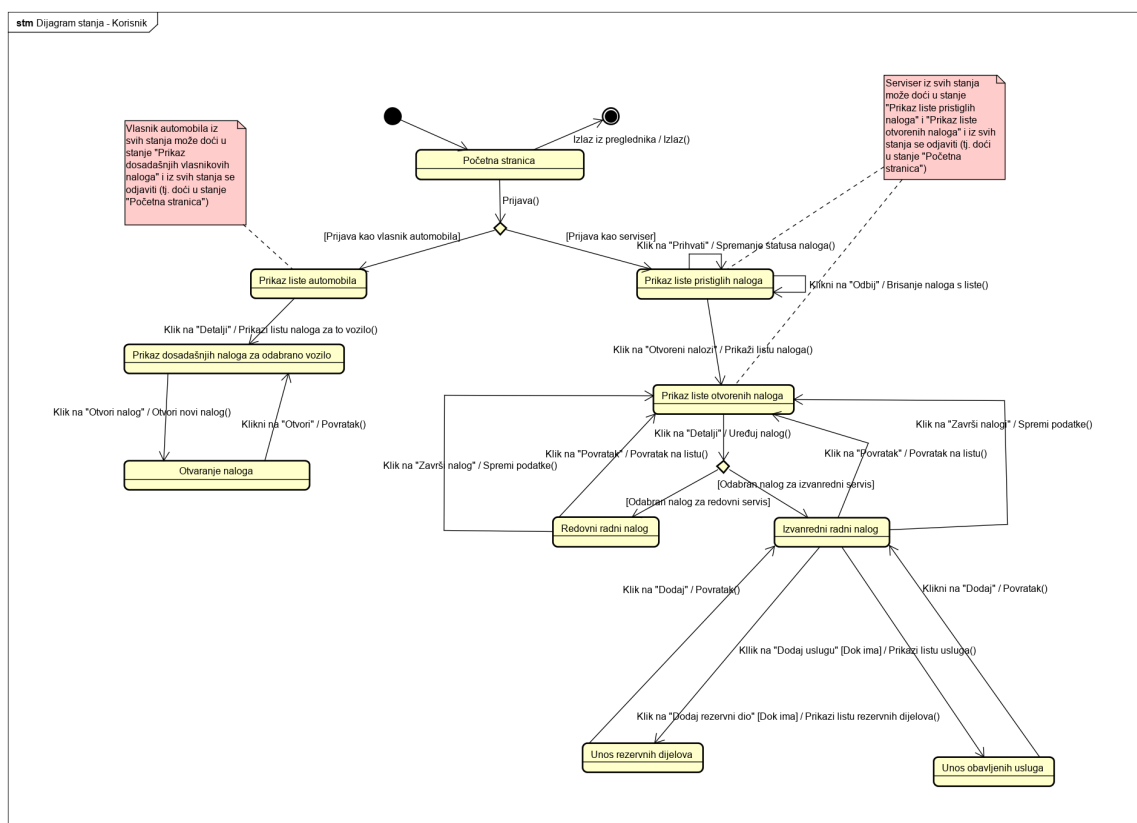 stm Dijagram stanja - Korisnik
Serviser iz svih stanja
može doći u stanje
"Prikaz liste pristiglih
naloga" i "Prikaz liste
otvorenih naloga" i iz svih
stanja se odjaviti (tj. doći
u stanje "Početna
stranica")
Vlasnik automobila iz
svih stanja može doći u
stanje "Prikaz
dosadašnjih vlasnikovih
naloga" i iz svih stanja se
odjaviti (tj. doći u stanje
"Početna stranica")
Izlaz iz preglednika / Izlaz()
Početna stranica
Prijava()
[Prijava kao vlasnik automobila]
[Prijava kao serviser]
Klik na "Prihvati" / Spremanje statusa naloga()
Prikaz liste automobila
Prikaz liste pristiglih naloga
Klikni na "Odbij" / Brisanje naloga s liste()
Klik na "Detalji" / Prikazi listu naloga za to vozilo()
Klik na "Otvoreni nalozi" / Prikaži listu naloga()
Prikaz dosadašnjih naloga za odabrano vozilo
Prikaz liste otvorenih naloga
Klik na "Otvori nalog" / Otvori novi nalog()
Klikni na "Otvori" / Povratak()
Klik na "Detalji" / Uređuj nalog()
Klik na "Završi nalogi" / Spremi podatke()
Klik na "Povratak" / Povratak na listu()
Klik na "Povratak" / Povratak na listu()
Klik na "Završi nalog" / Spremi podatke()
Otvaranje naloga
[Odabran nalog za izvanredni servis]
[Odabran nalog za redovni servis]
Redovni radni nalog
Izvanredni radni nalog
Klik na "Dodaj" / Povratak()
Klikni na "Dodaj" / Povratak()
Kllik na "Dodaj uslugu" [Dok ima] / Prikazi listu usluga()
Klik na "Dodaj rezervni dio" [Dok ima] / Prikazi listu rezervnih dijelova()
Unos rezervnih dijelova
Unos obavljenih usluga